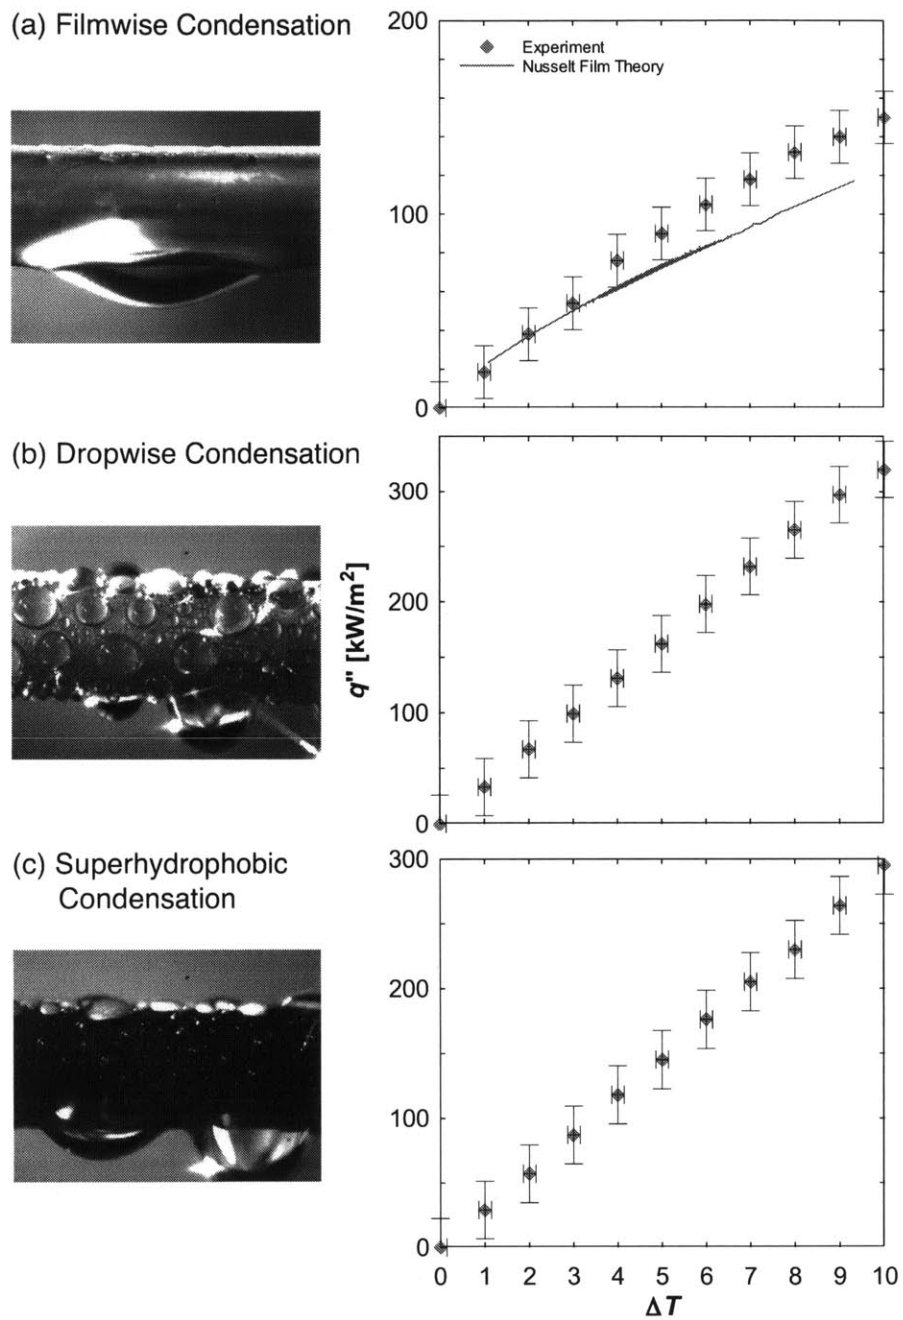 (a) Filmwise Condensation
200
Experiment
Nusselt Film Theory
100
0
(b) Dropwise Condensation
300
200
100
0
q" [kW/m²]
(c) Superhydrophobic
Condensation
300
200
100
0
0 1 2 3 4 5 6 7 8 9 10
ΔT